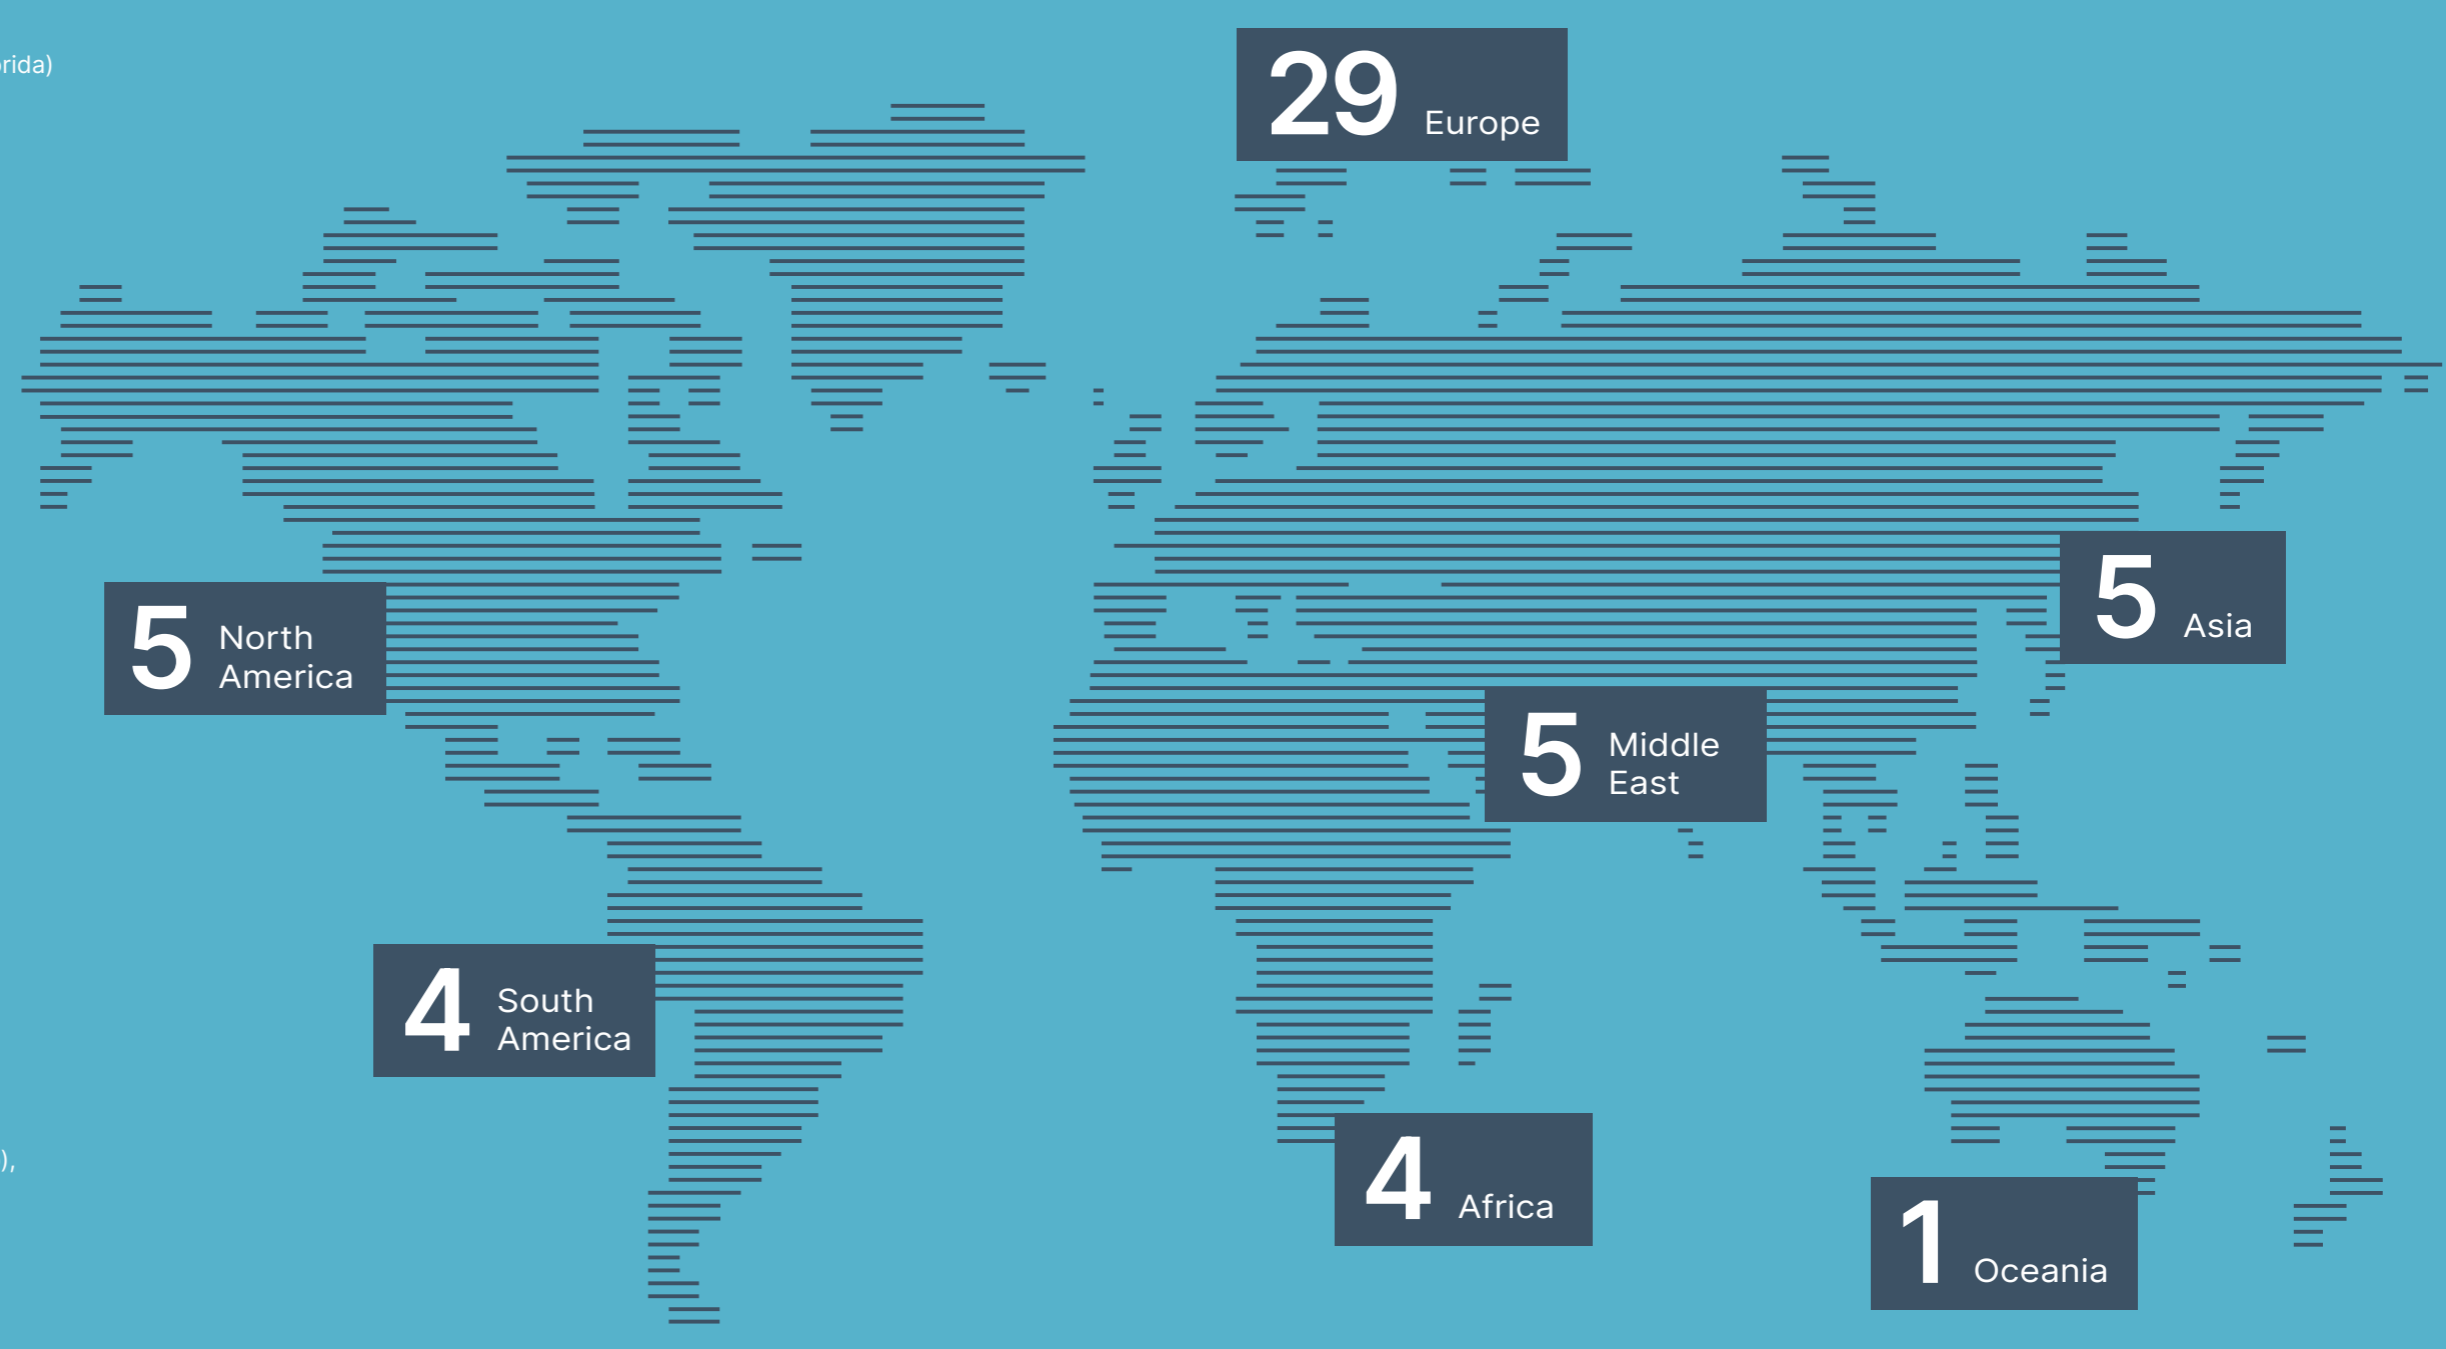 rida)
29 Europe
5 Asia
5 North
America
5 Middle
East
4 South
America
4 Africa
),
1 Oceania